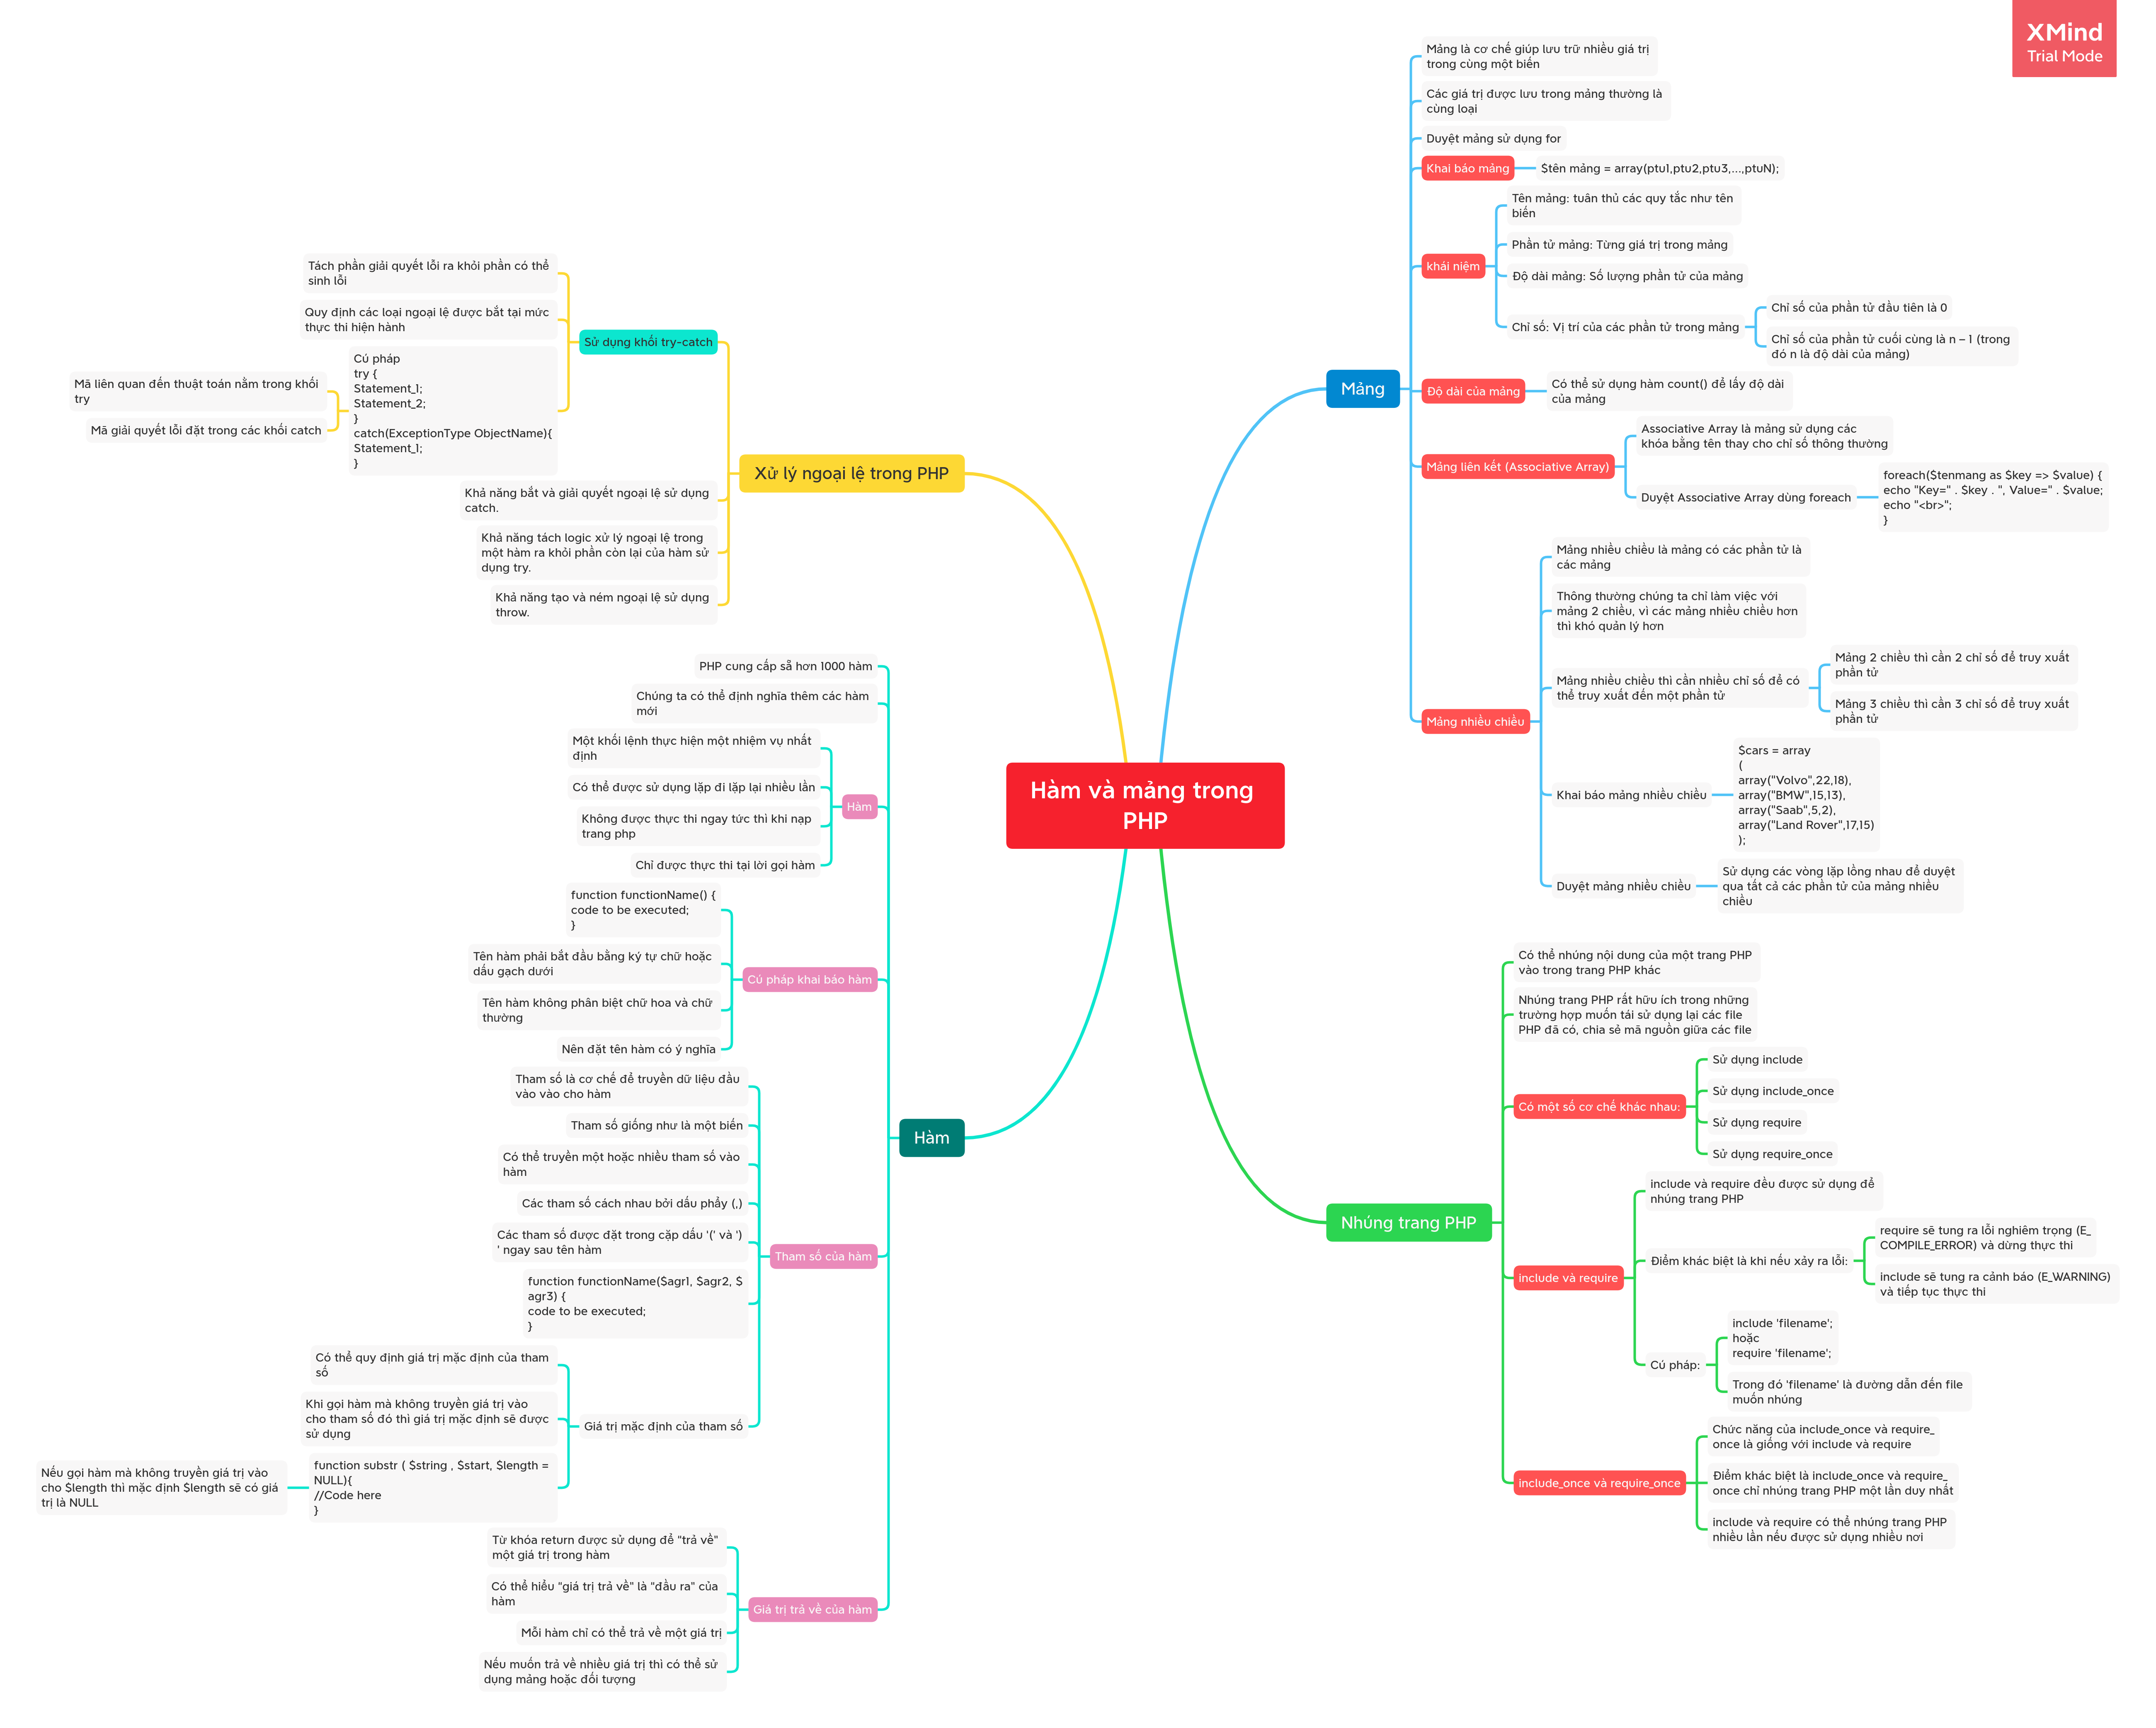 XMind
Trial Mode
Hàm và mảng trong
PHP
Mảng
Mảng là cơ chế giúp lưu trữ nhiều giá trị
trong cùng một biến
Các giá trị được lưu trong mảng thường là
cùng loại
Duyệt mảng sử dụng for
Khai báo mảng
$tên mảng = array(ptu1,ptu2,ptu3,...,ptuN);
khái niệm
Tên mảng: tuân thủ các quy tắc như tên
biến
Phần tử mảng: Từng giá trị trong mảng
Độ dài mảng: Số lượng phần tử của mảng
Chỉ số: Vị trí của các phần tử trong mảng
Chỉ số của phần tử đầu tiên là 0
Chỉ số của phần tử cuối cùng là n – 1 (trong
đó n là độ dài của mảng)
Độ dài của mảng
Có thể sử dụng hàm count() để lấy độ dài
của mảng
Mảng liên kết (Associative Array)
Associative Array là mảng sử dụng các
khóa bằng tên thay cho chỉ số thông thường
Duyệt Associative Array dùng foreach
foreach($tenmang as $key => $value) {
echo "Key=" . $key . ", Value=" . $value;
echo "<br>";
}
Mảng nhiều chiều
Mảng nhiều chiều là mảng có các phần tử là
các mảng
Thông thường chúng ta chỉ làm việc với
mảng 2 chiều, vì các mảng nhiều chiều hơn
thì khó quản lý hơn
Mảng nhiều chiều thì cần nhiều chỉ số để có
thể truy xuất đến một phần tử
Mảng 2 chiều thì cần 2 chỉ số để truy xuất
phần tử
Mảng 3 chiều thì cần 3 chỉ số để truy xuất
phần tử
Khai báo mảng nhiều chiều
$cars = array
(
array("Volvo",22,18),
array("BMW",15,13),
array("Saab",5,2),
array("Land Rover",17,15)
);
Duyệt mảng nhiều chiều
Sử dụng các vòng lặp lồng nhau để duyệt
qua tất cả các phần tử của mảng nhiều
chiều
Nhúng trang PHP
Có thể nhúng nội dung của một trang PHP
vào trong trang PHP khác
Nhúng trang PHP rất hữu ích trong những
trường hợp muốn tái sử dụng lại các file
PHP đã có, chia sẻ mã nguồn giữa các file
Có một số cơ chế khác nhau:
Sử dụng include
Sử dụng include_once
Sử dụng require
Sử dụng require_once
include và require
include và require đều được sử dụng để
nhúng trang PHP
Điểm khác biệt là khi nếu xảy ra lỗi:
require sẽ tung ra lỗi nghiêm trọng (E_
COMPILE_ERROR) và dừng thực thi
include sẽ tung ra cảnh báo (E_WARNING)
và tiếp tục thực thi
Cú pháp:
include 'filename';
hoặc
require 'filename';
Trong đó 'filename' là đường dẫn đến file
muốn nhúng
include_once và require_once
Chức năng của include_once và require_
once là giống với include và require
Điểm khác biệt là include_once và require_
once chỉ nhúng trang PHP một lần duy nhất
include và require có thể nhúng trang PHP
nhiều lần nếu được sử dụng nhiều nơi
Xử lý ngoại lệ trong PHP
Sử dụng khối try-catch
Tách phần giải quyết lỗi ra khỏi phần có thể
sinh lỗi
Quy định các loại ngoại lệ được bắt tại mức
thực thi hiện hành
Cú pháp
try {
Statement_1;
Statement_2;
}
catch(ExceptionType ObjectName){
Statement_1;
}
Mã liên quan đến thuật toán nằm trong khối
try
Mã giải quyết lỗi đặt trong các khối catch
Khả năng bắt và giải quyết ngoại lệ sử dụng
catch.
Khả năng tách logic xử lý ngoại lệ trong
một hàm ra khỏi phần còn lại của hàm sử
dụng try.
Khả năng tạo và ném ngoại lệ sử dụng
throw.
Hàm
PHP cung cấp sẵ hơn 1000 hàm
Chúng ta có thể định nghĩa thêm các hàm
mới
Hàm
Một khối lệnh thực hiện một nhiệm vụ nhất
định
Có thể được sử dụng lặp đi lặp lại nhiều lần
Không được thực thi ngay tức thì khi nạp
trang php
Chỉ được thực thi tại lời gọi hàm
Cú pháp khai báo hàm
function functionName() {
code to be executed;
}
Tên hàm phải bắt đầu bằng ký tự chữ hoặc
dấu gạch dưới
Tên hàm không phân biệt chữ hoa và chữ
thường
Nên đặt tên hàm có ý nghĩa
Tham số của hàm
Tham số là cơ chế để truyền dữ liệu đầu
vào vào cho hàm
Tham số giống như là một biến
Có thể truyền một hoặc nhiều tham số vào
hàm
Các tham số cách nhau bởi dấu phẩy (,)
Các tham số được đặt trong cặp dấu '(' và ')
' ngay sau tên hàm
function functionName($agr1, $agr2, $
agr3) {
code to be executed;
}
Giá trị mặc định của tham số
Có thể quy định giá trị mặc định của tham
số
Khi gọi hàm mà không truyền giá trị vào
cho tham số đó thì giá trị mặc định sẽ được
sử dụng
function substr ( $string , $start, $length =
NULL){
//Code here
}
Nếu gọi hàm mà không truyền giá trị vào
cho $length thì mặc định $length sẽ có giá
trị là NULL
Giá trị trả về của hàm
Từ khóa return được sử dụng để "trả về"
một giá trị trong hàm
Có thể hiểu "giá trị trả về" là "đầu ra" của
hàm
Mỗi hàm chỉ có thể trả về một giá trị
Nếu muốn trả về nhiều giá trị thì có thể sử
dụng mảng hoặc đối tượng